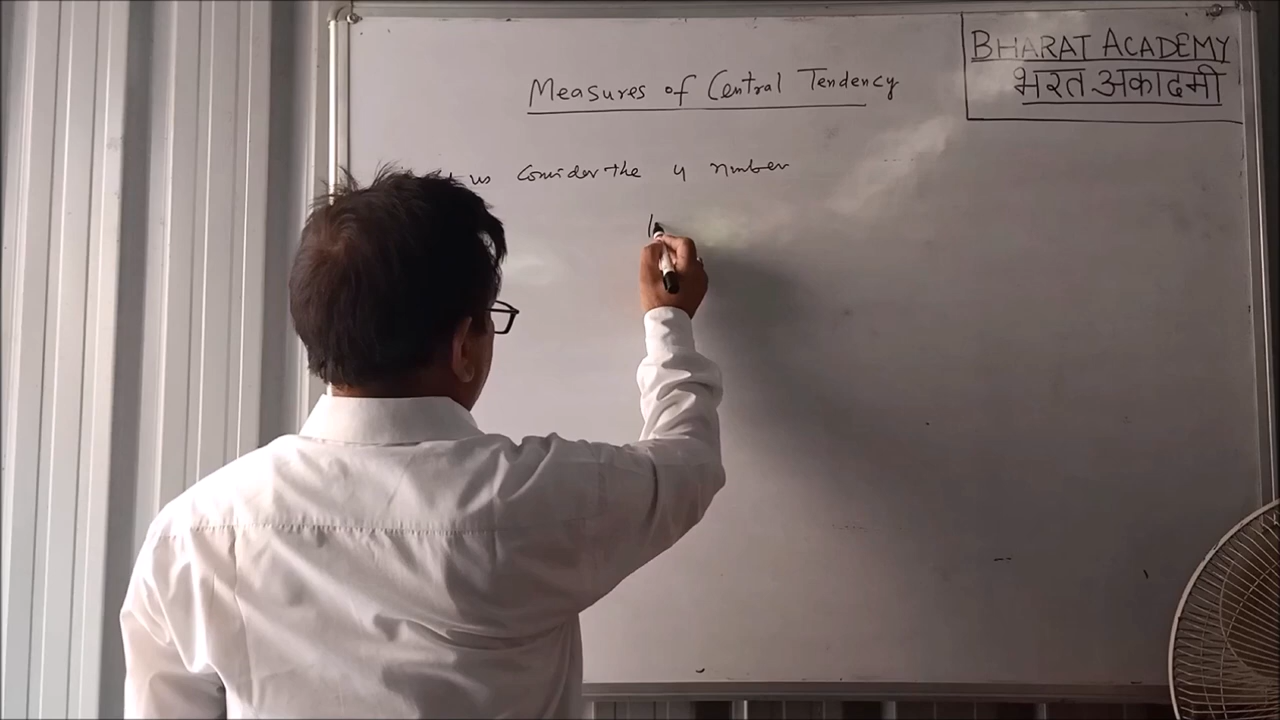 BHARAT ACADEMY
भरत अकादमी
Measures of Central Tendency
us Consider the 4 number